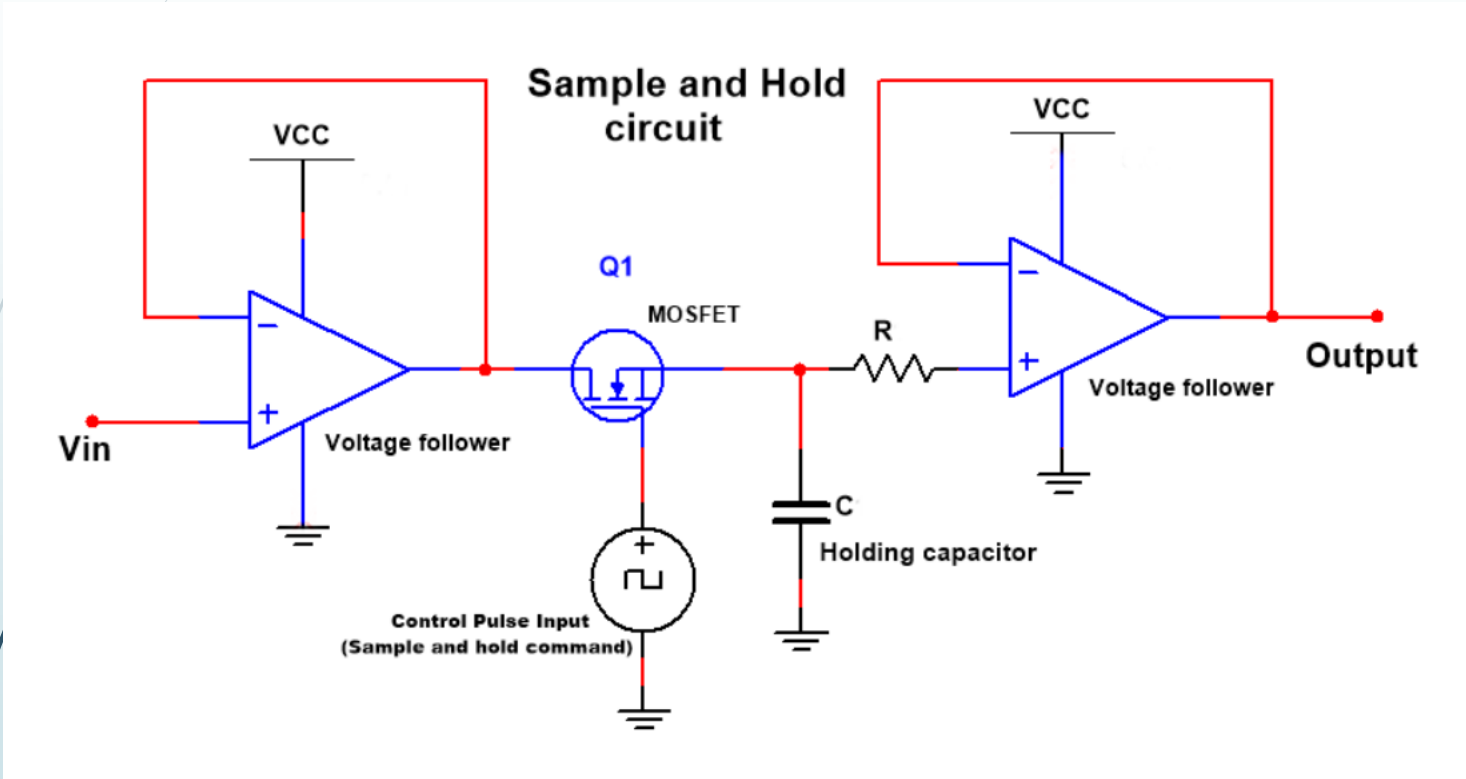 Sample and Hold
circuit
VCC
VCC
Q1
MOSFET
R
−
+
−
+
Vin
Voltage follower
Output
Voltage follower
C
Holding capacitor
+
Control Pulse Input
(Sample and hold command)